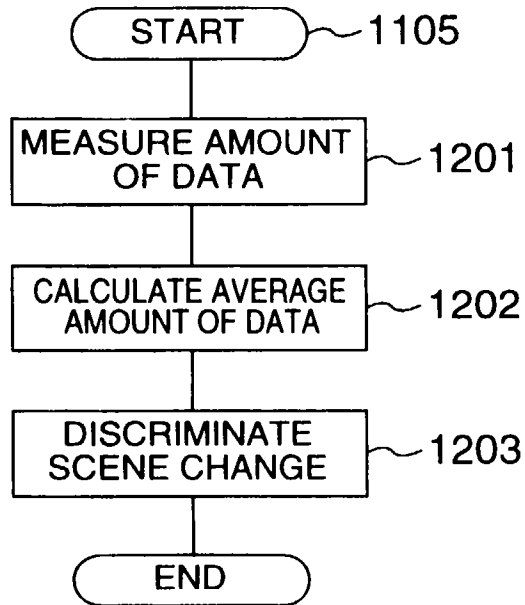 START 1105
MEASURE AMOUNT
OF DATA
1201
CALCULATE AVERAGE
AMOUNT OF DATA
1202
DISCRIMINATE
SCENE CHANGE
1203
END